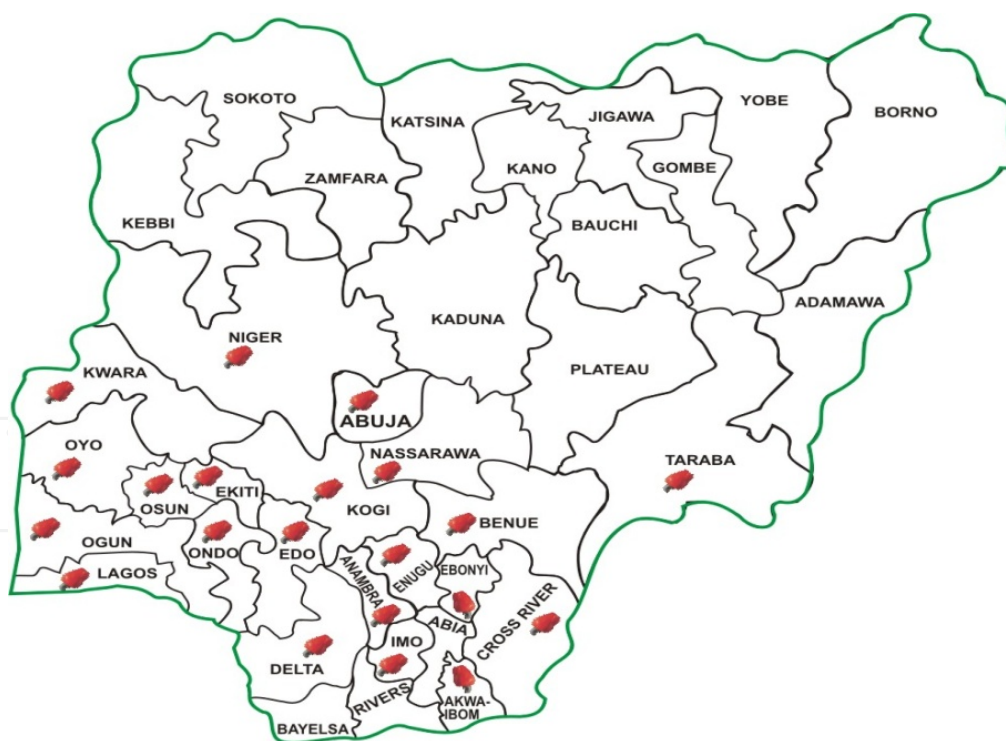 SOKOTO
KATSINA
JIGAWA
YOBE
BORNO
ZAMFARA
KANO
GOMBE
KEBBI
BAUCHI
ADAMAWA
NIGER
KADUNA
KWARA
PLATEAU
ABUJA
OYO
NASSARAWA
TARABA
OSUN
EKITI
KOGI
BENUE
OGUN
ONDO
EDO
ANAMBRA
ENUGU
EBONYI
LAGOS
CROSS RIVER
ABIA
IMO
DELTA
RIVERS
AKWA-
IBOM
BAYELSA